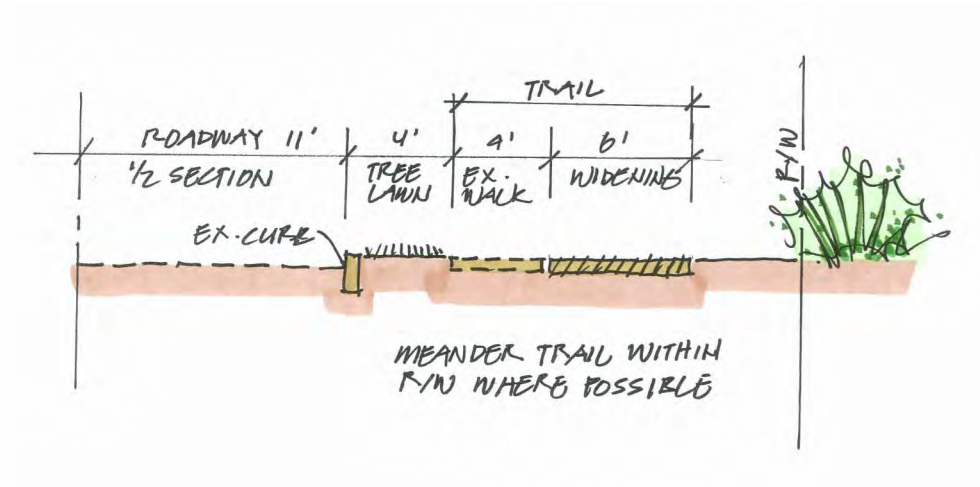 TRAIL
ROADWAY 11'
1/2 SECTION
4'
TREE
LAWN
4'
EX.
WALK
6'
WIDENING
R/W
EX. CURB
MEANDER TRAIL WITHIN
R/W WHERE POSSIBLE